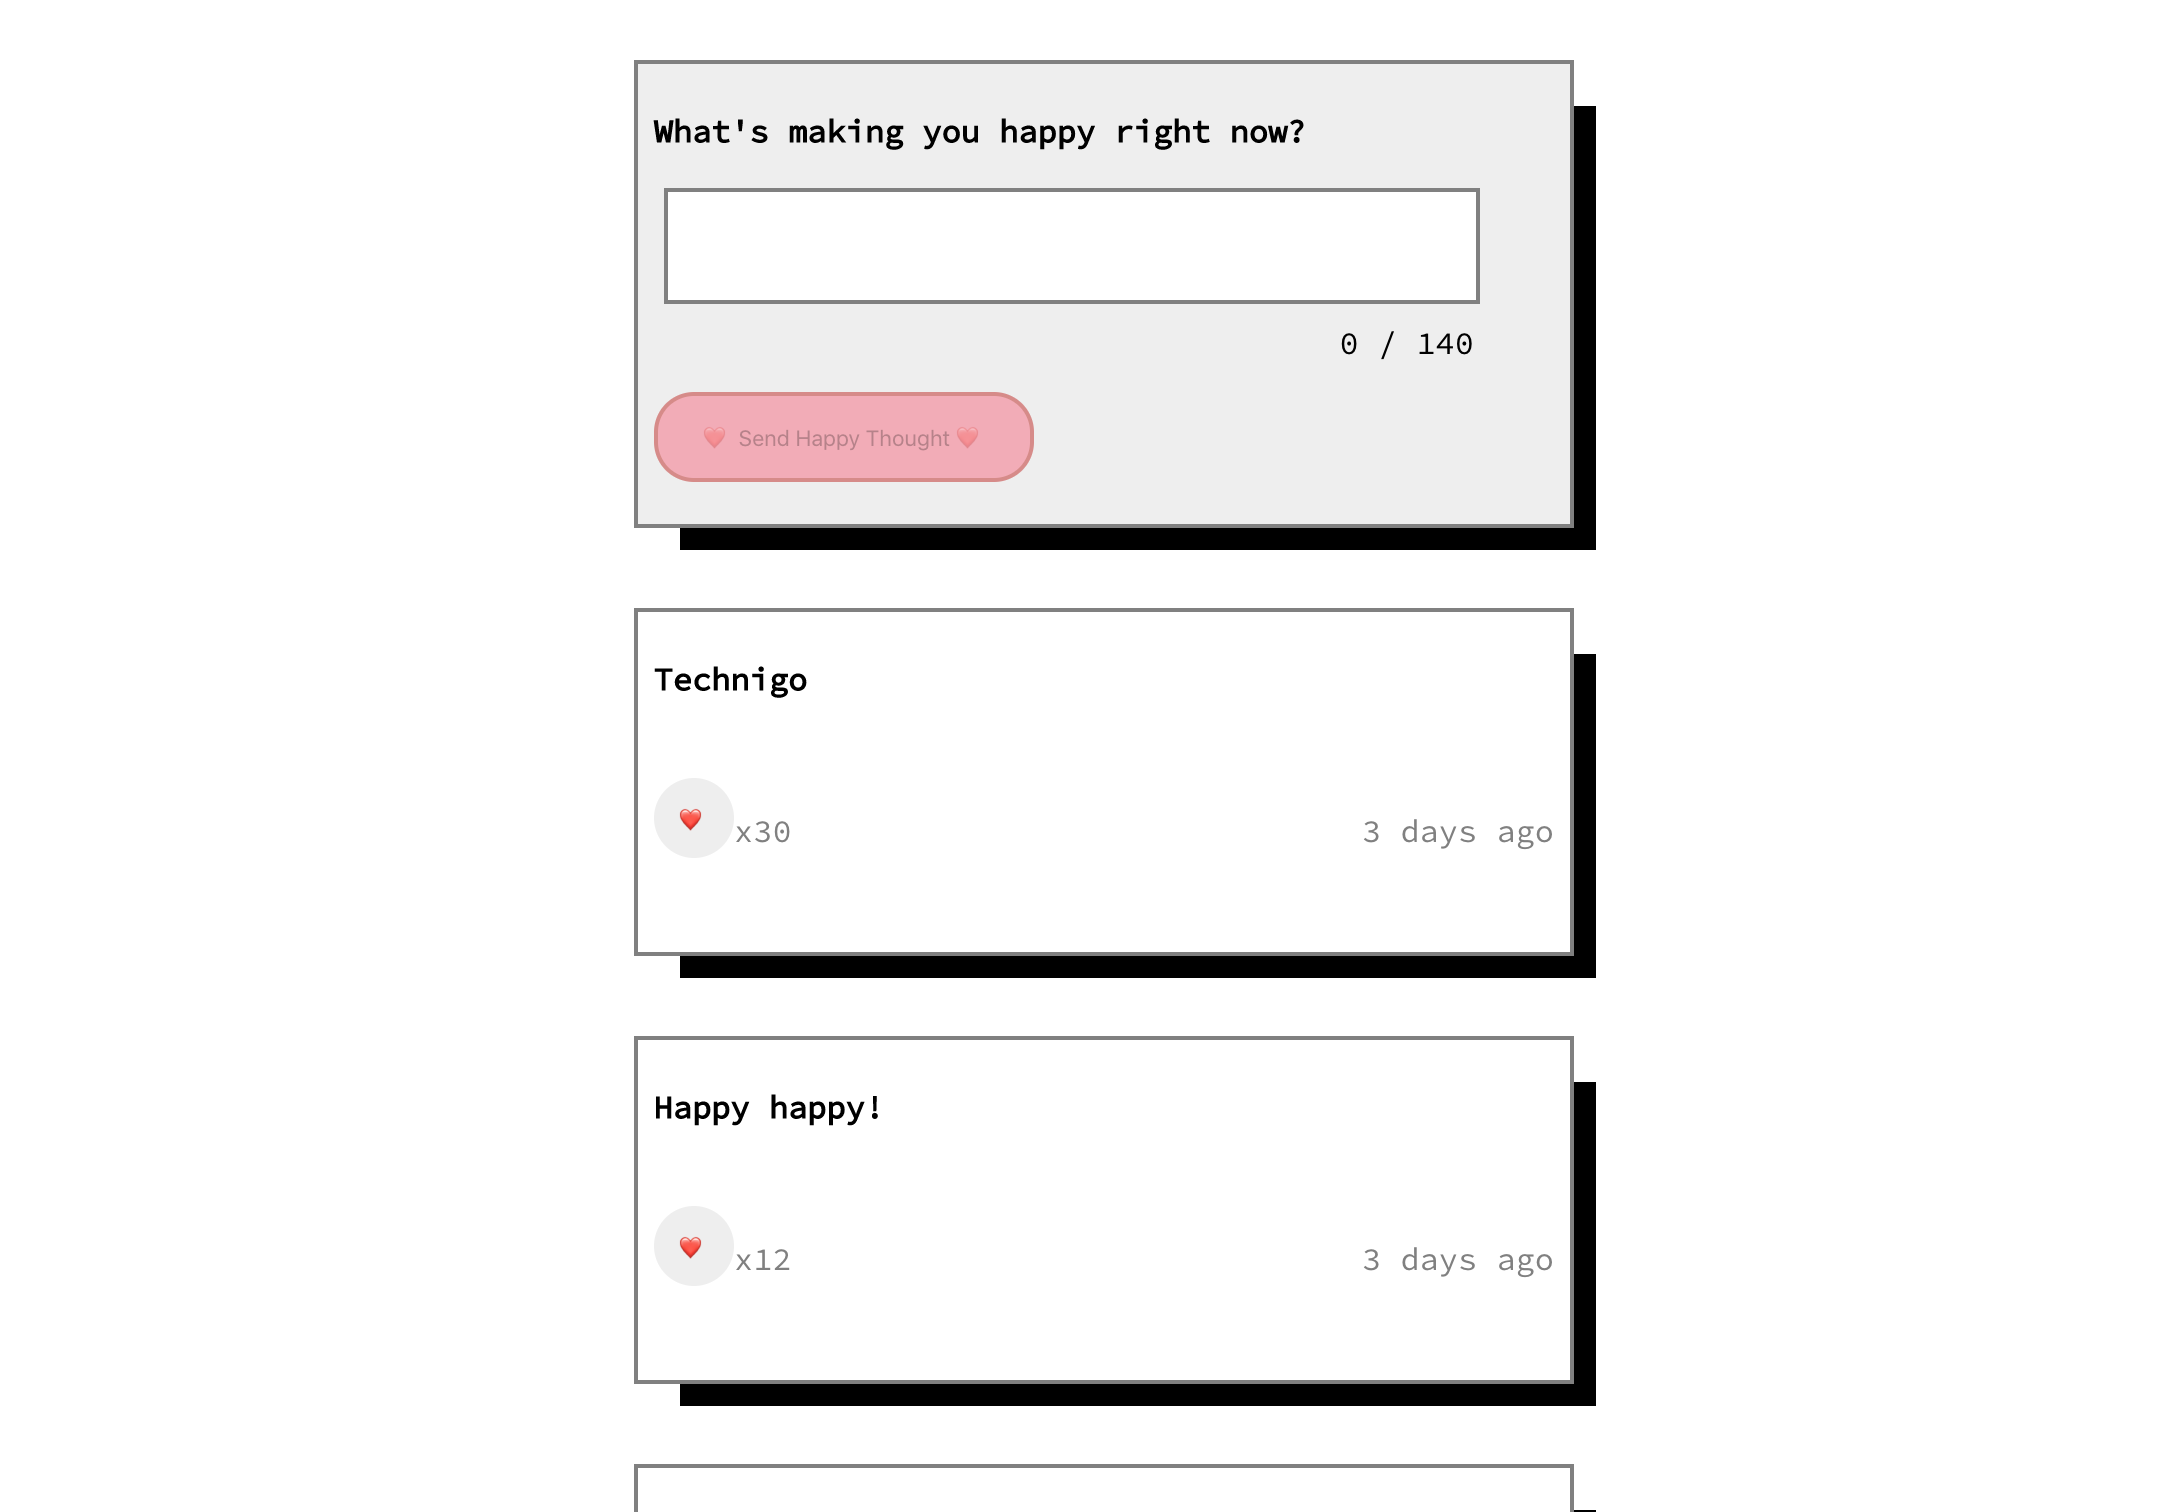 What's making you happy right now?
0 / 140
❤️ Send Happy Thought ❤️
Technigo
❤️ x30 3 days ago
Happy happy!
❤️ x12 3 days ago